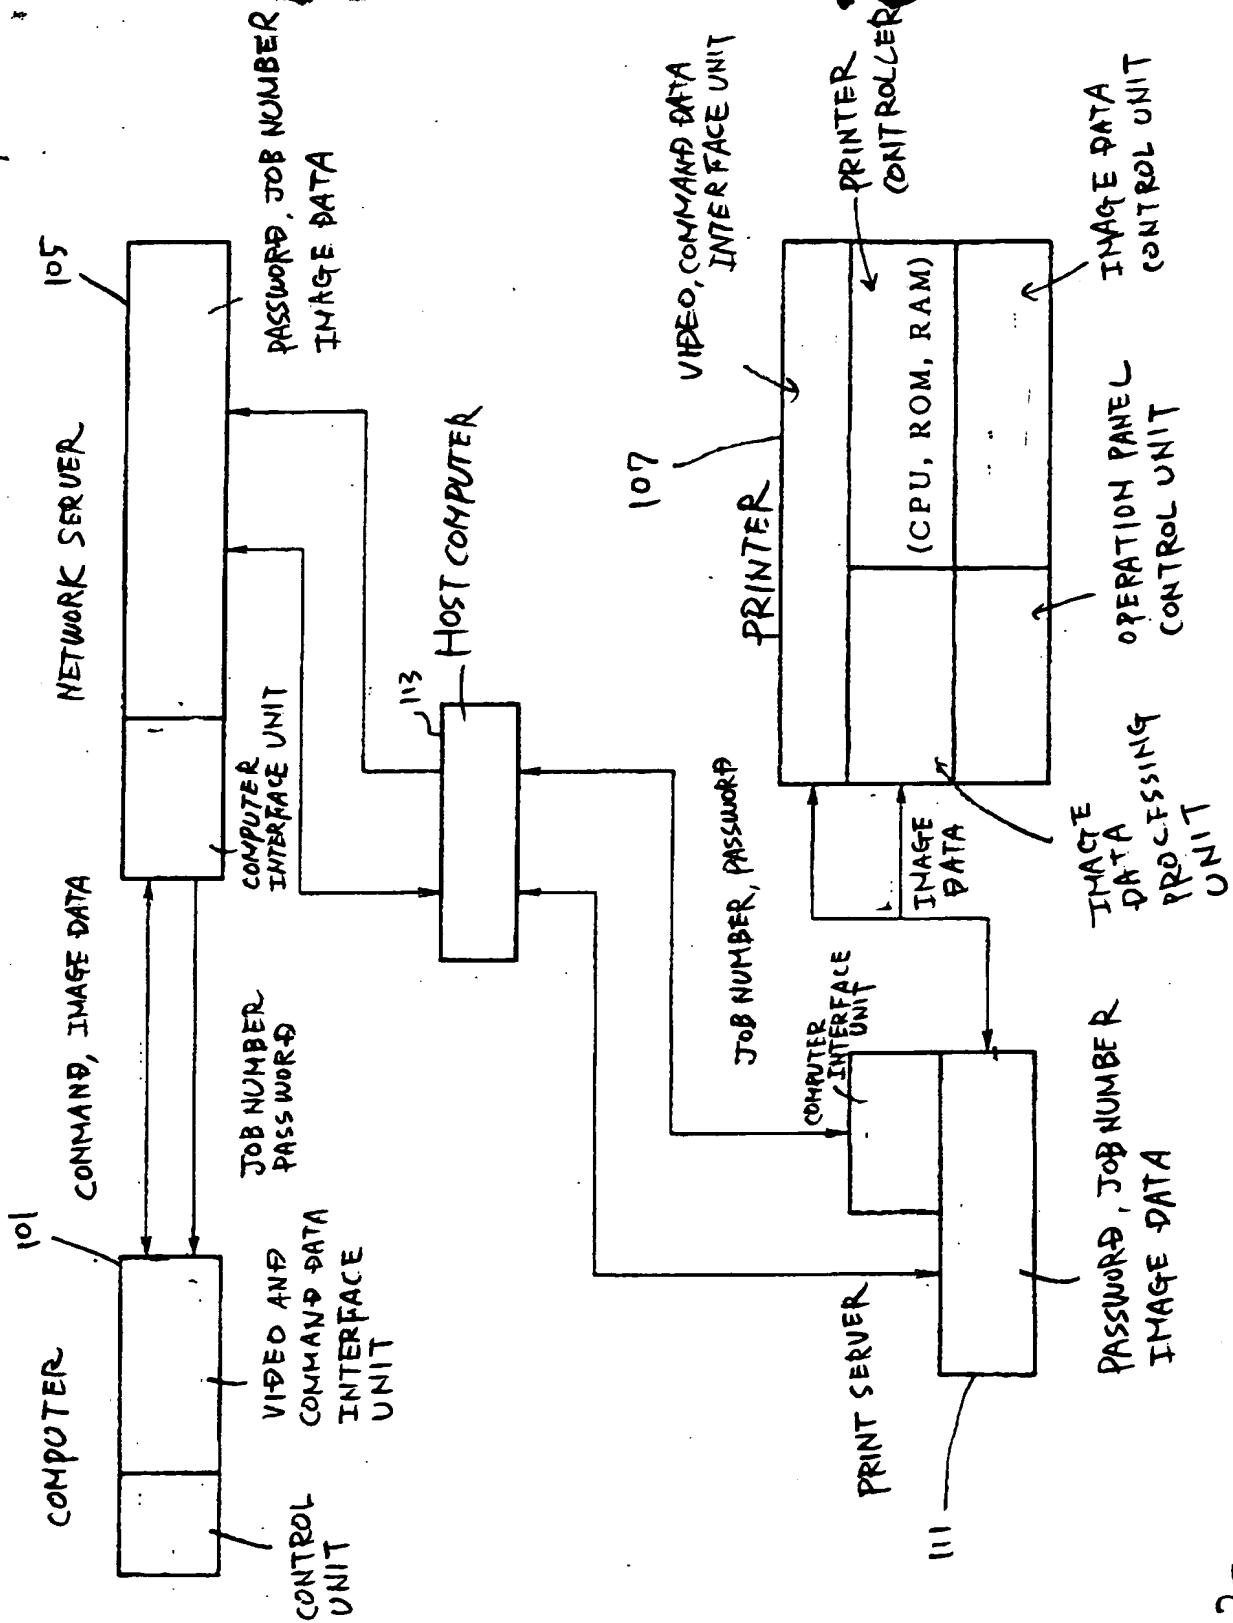 COMPUTER
101
CONTROL
UNIT
VIDEO AND
COMMAND DATA
INTERFACE
UNIT
COMMAND, IMAGE DATA
JOB NUMBER
PASSWORD
NETWORK SERVER
105
COMPUTER
INTERFACE UNIT
PASSWORD, JOB NUMBER
IMAGE DATA
113
HOST COMPUTER
PRINT SERVER
111
COMPUTER
INTERFACE
UNIT
PASSWORD, JOB NUMBER
IMAGE DATA
JOB NUMBER, PASSWORD
IMAGE
DATA
PRINTER
107
VIDEO, COMMAND DATA
INTERFACE UNIT
PRINTER
CONTROLLER
(CPU, ROM, RAM)
IMAGE
DATA
PROCESSING
UNIT
OPERATION PANEL
CONTROL UNIT
IMAGE DATA
CONTROL UNIT